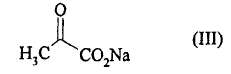 O
H₃C
CO₂Na
(III)